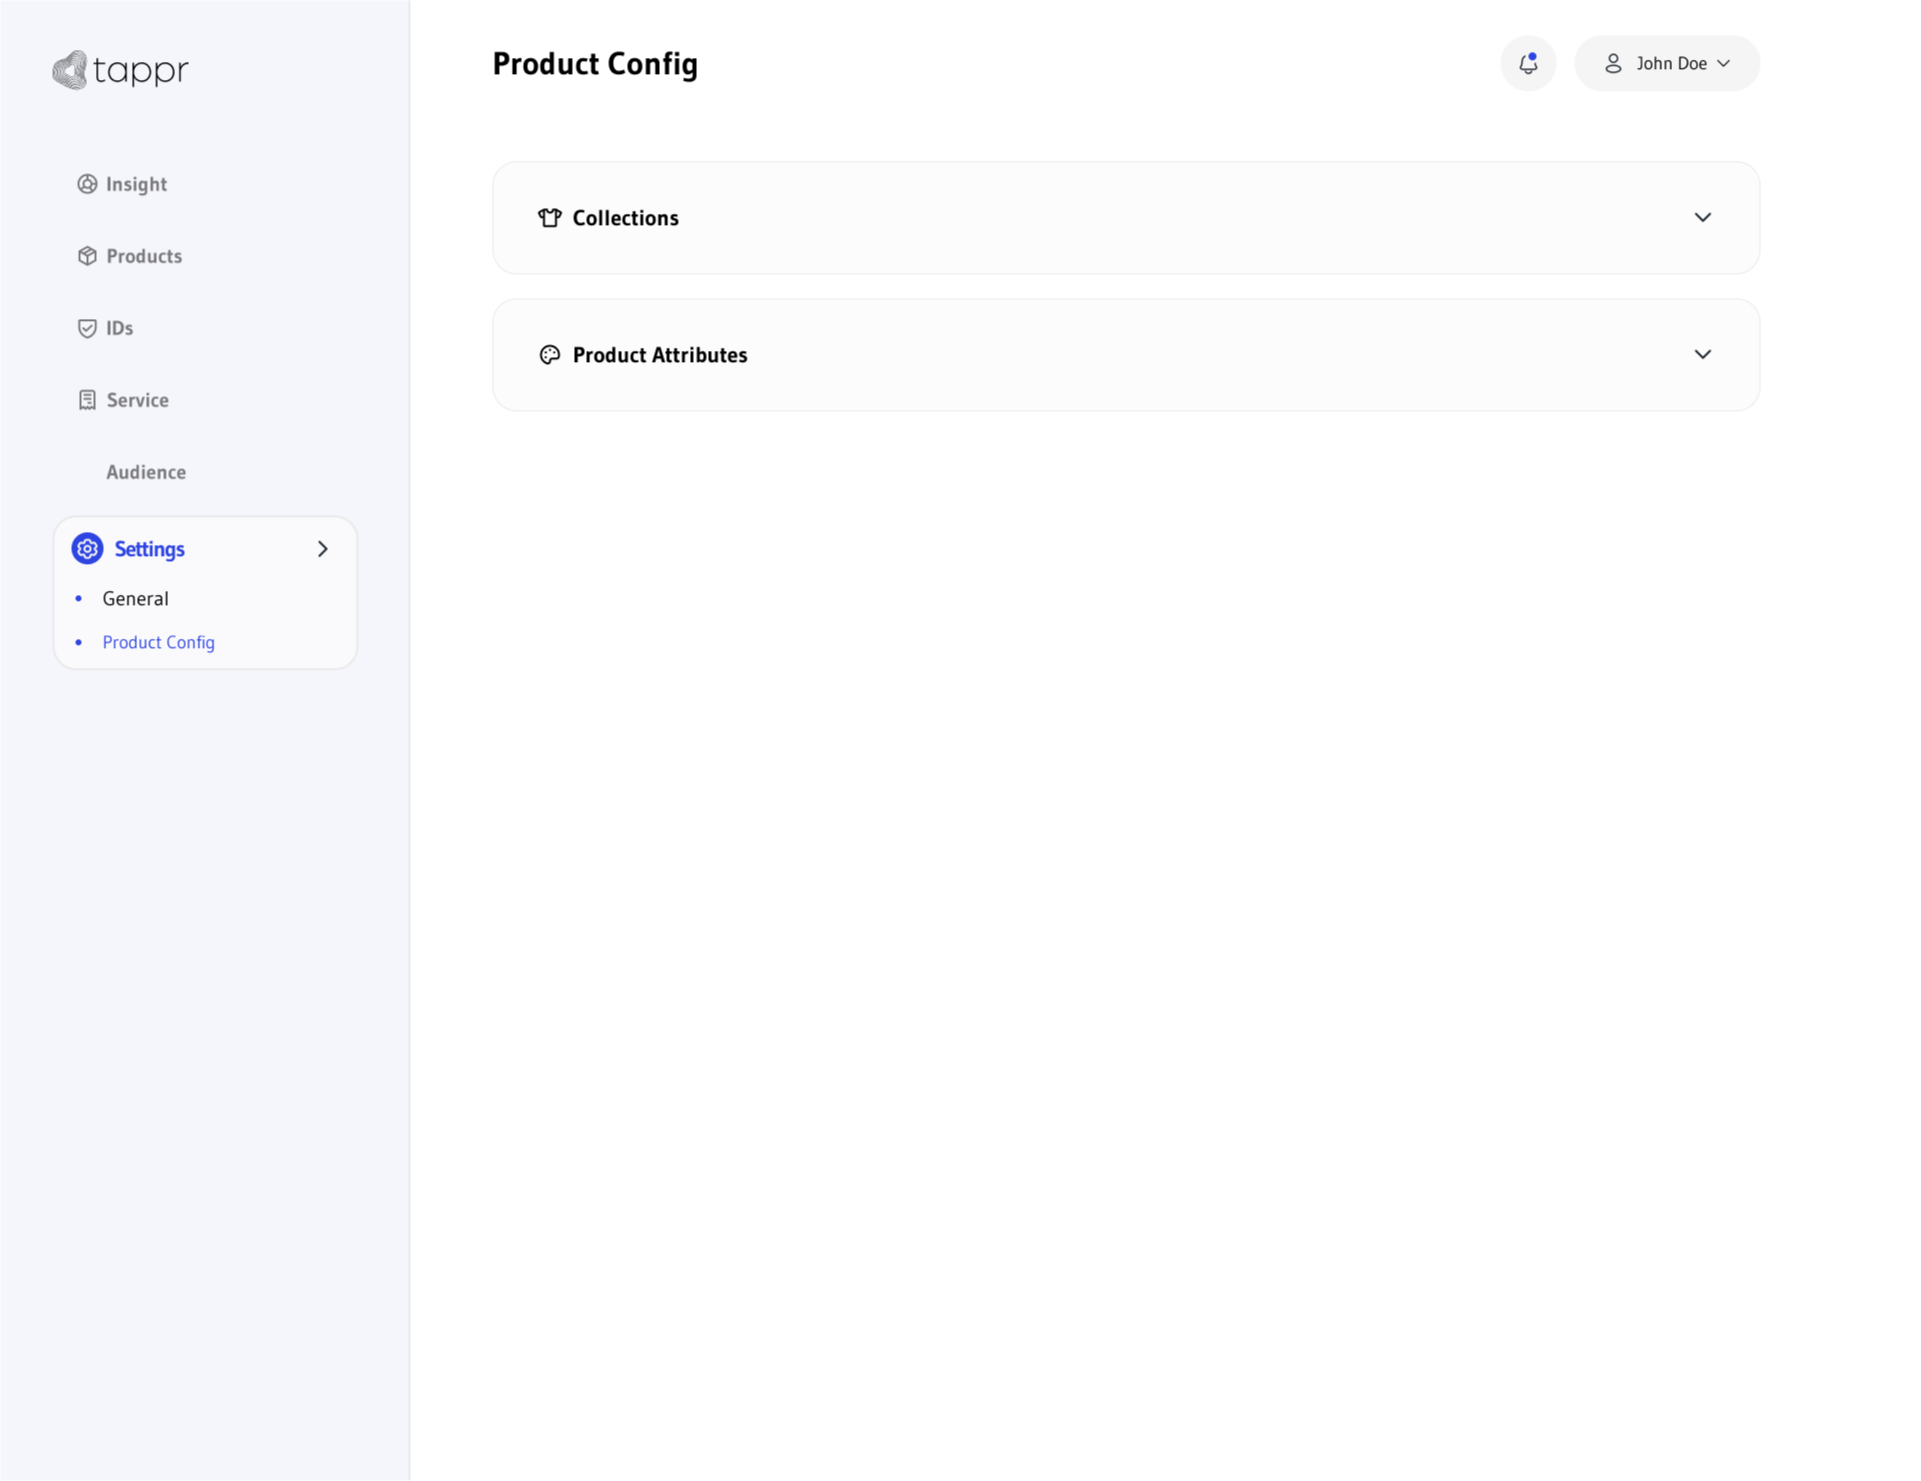 tappr
Insight
Products
IDs
Service
Audience
Settings
General
Product Config
Product Config
John Doe
Collections
Product Attributes